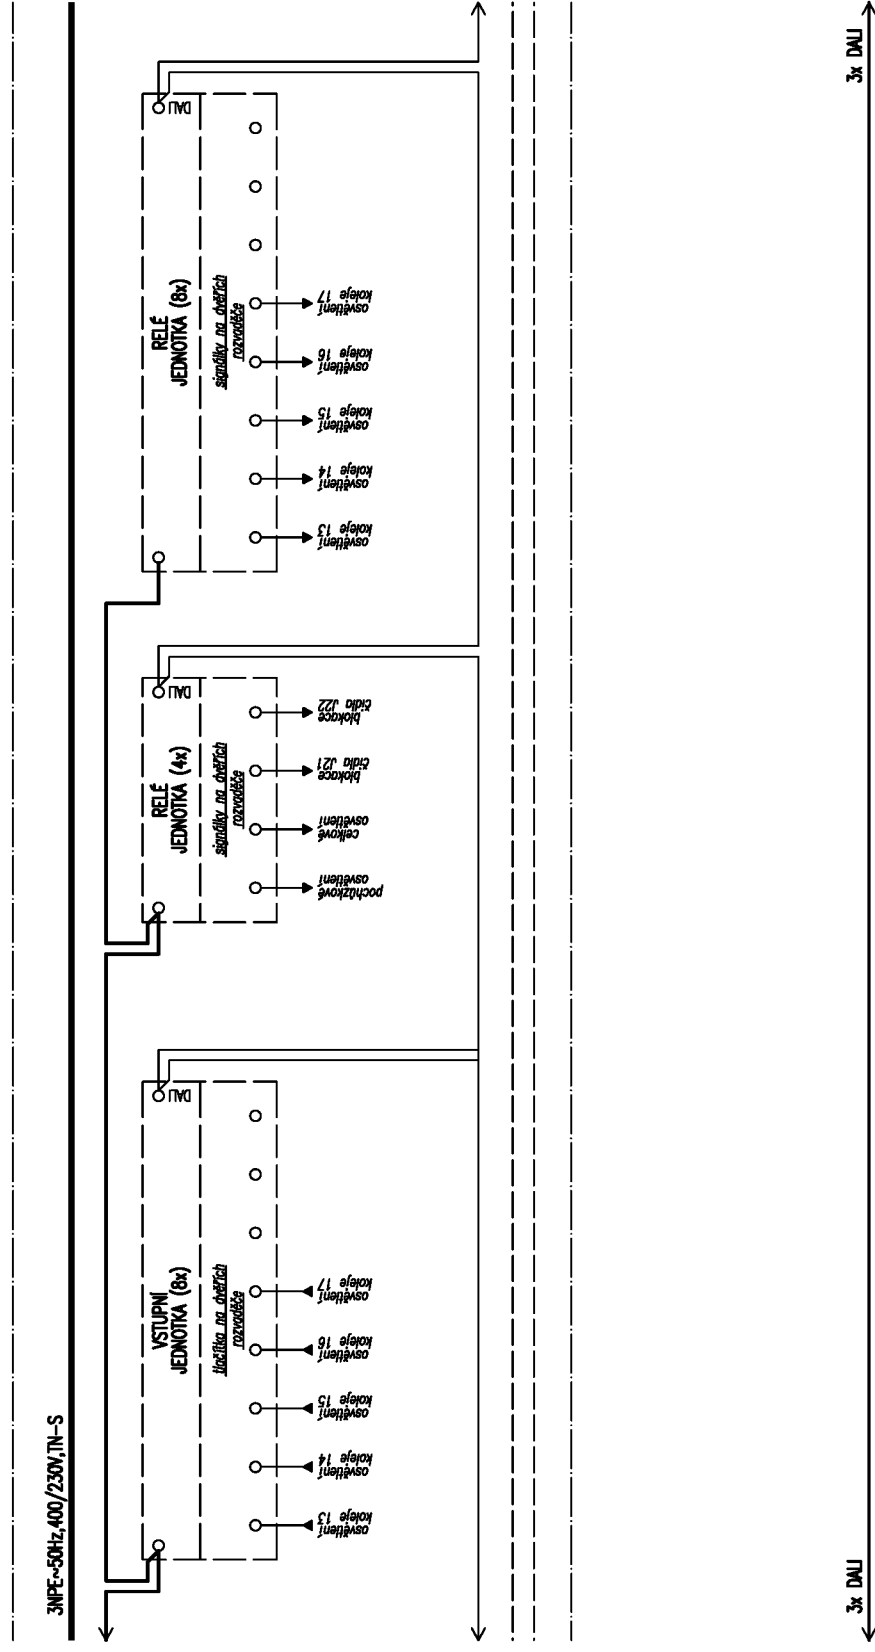 3NPE~50Hz,400/230V,TN-S
VSTUPNÍ
JEDNOTKA (8x)
tlačítka na dvěřích
rozvaděče
DALI
osvětlení
koleje 13
osvětlení
koleje 14
osvětlení
koleje 15
osvětlení
koleje 16
osvětlení
koleje 17
RELÉ
JEDNOTKA (4x)
signálky na dvěřích
rozvaděče
DALI
pochůzkové
osvětlení
celkové
osvětlení
blokace
čidla J21
blokace
čidla J22
RELÉ
JEDNOTKA (8x)
signálky na dvěřích
rozvaděče
DALI
osvětlení
koleje 13
osvětlení
koleje 14
osvětlení
koleje 15
osvětlení
koleje 16
osvětlení
koleje 17
3x DALI
3x DALI